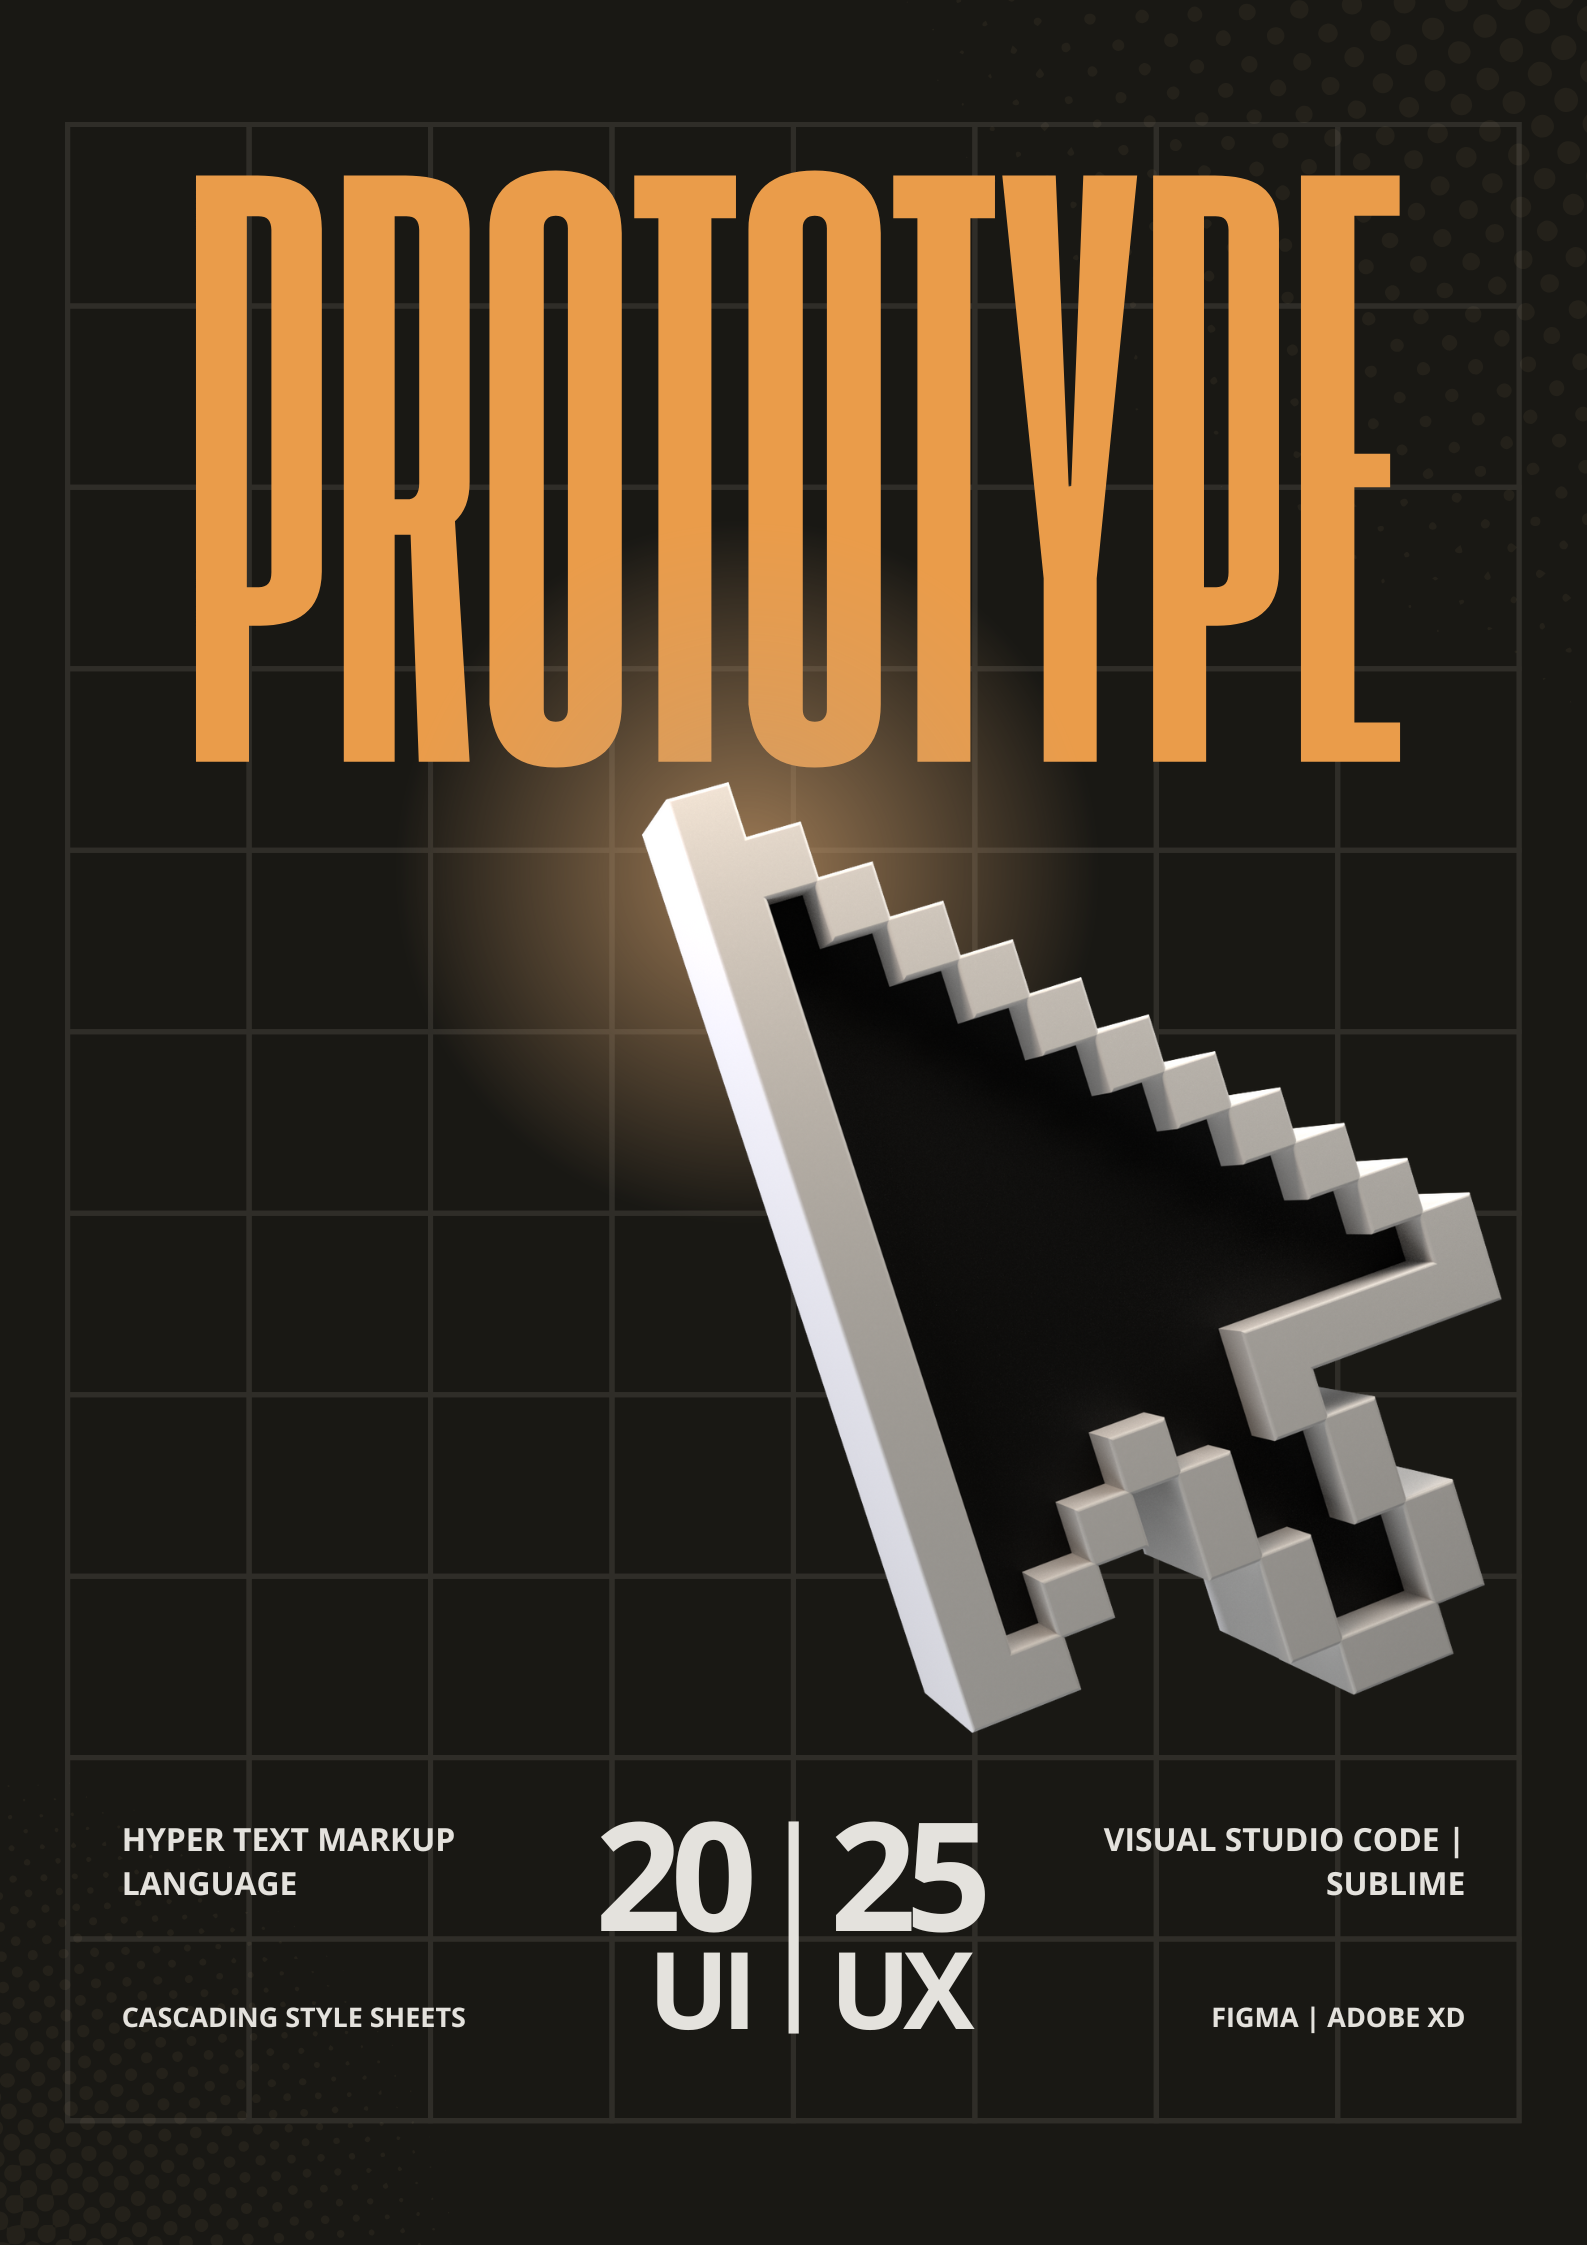 PROTOTYPE
HYPER TEXT MARKUP
LANGUAGE
CASCADING STYLE SHEETS
20 | 25
UI | UX
VISUAL STUDIO CODE |
SUBLIME
FIGMA | ADOBE XD